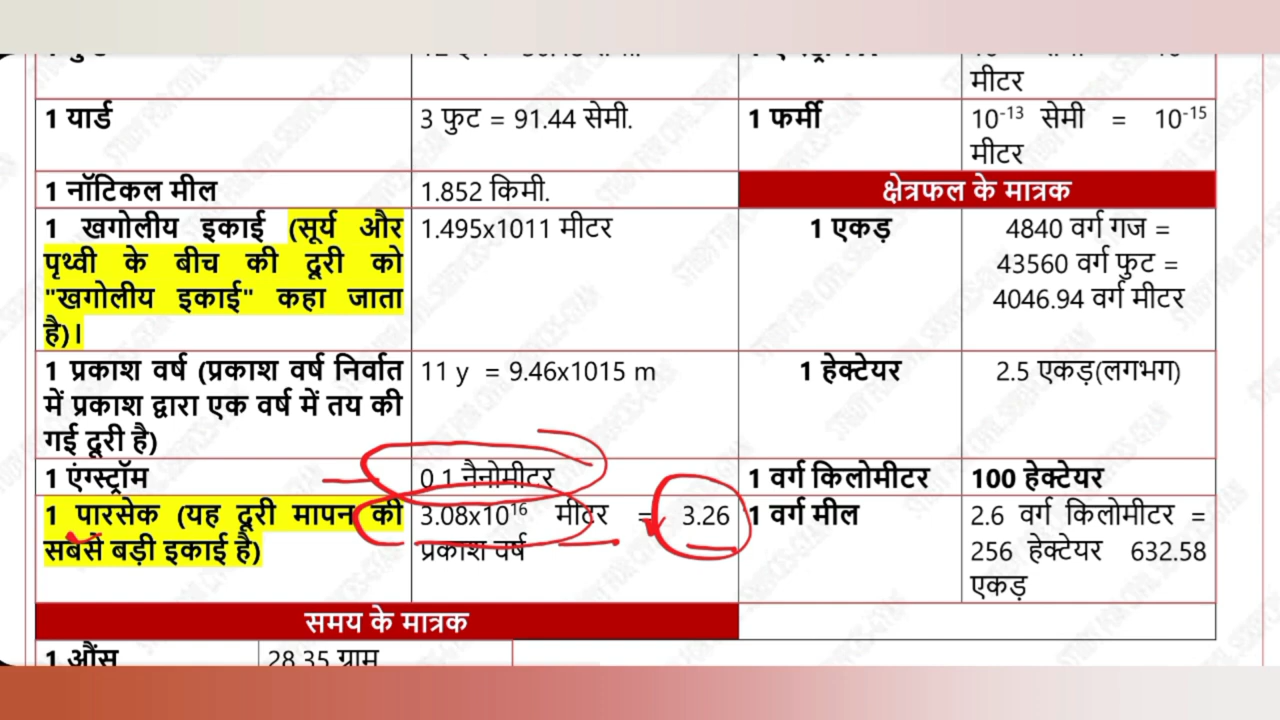 मीटर
1 यार्ड
3 फुट = 91.44 सेमी.
1 फर्मी
10⁻¹³ सेमी = 10⁻¹⁵
मीटर
1 नॉटिकल मील
1.852 किमी.
क्षेत्रफल के मात्रक
1 खगोलीय इकाई (सूर्य और
पृथ्वी के बीच की दूरी को
"खगोलीय इकाई" कहा जाता
है)।
1.495x1011 मीटर
1 एकड़
4840 वर्ग गज =
43560 वर्ग फुट =
4046.94 वर्ग मीटर
1 प्रकाश वर्ष (प्रकाश वर्ष निर्वात
में प्रकाश द्वारा एक वर्ष में तय की
गई दूरी है)
11 y = 9.46x1015 m
1 हेक्टेयर
2.5 एकड़(लगभग)
1 एंग्स्ट्रॉम
0.1 नैनोमीटर
1 वर्ग किलोमीटर
100 हेक्टेयर
1 पारसेक (यह दूरी मापन की
सबसे बड़ी इकाई है)
3.08x10¹⁶ मीटर = 3.26
प्रकाश वर्ष
1 वर्ग मील
2.6 वर्ग किलोमीटर =
256 हेक्टेयर 632.58
एकड़
समय के मात्रक
1 औंस
28.35 ग्राम